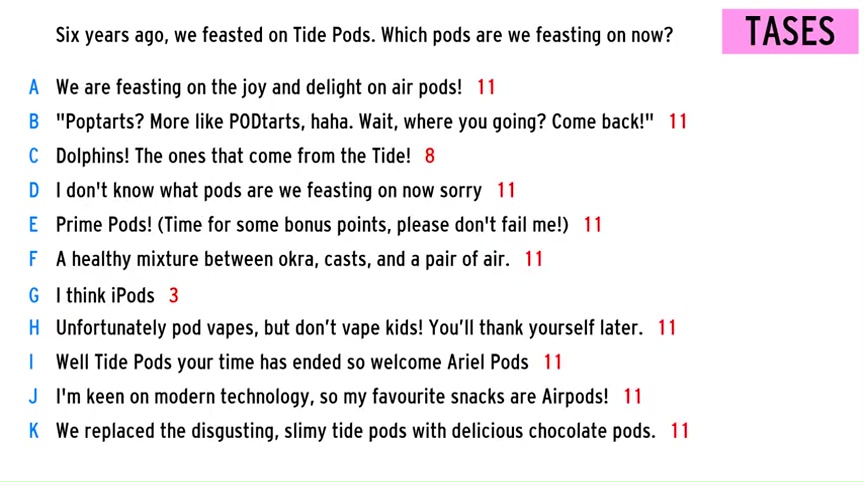 Six years ago, we feasted on Tide Pods. Which pods are we feasting on now?
TASES
A We are feasting on the joy and delight on air pods! 11
B "Poptarts? More like PODtarts, haha. Wait, where you going? Come back!" 11
C Dolphins! The ones that come from the Tide! 8
D I don't know what pods are we feasting on now sorry 11
E Prime Pods! (Time for some bonus points, please don't fail me!) 11
F A healthy mixture between okra, casts, and a pair of air. 11
G I think iPods 3
H Unfortunately pod vapes, but don’t vape kids! You’ll thank yourself later. 11
I Well Tide Pods your time has ended so welcome Ariel Pods 11
J I'm keen on modern technology, so my favourite snacks are Airpods! 11
K We replaced the disgusting, slimy tide pods with delicious chocolate pods. 11